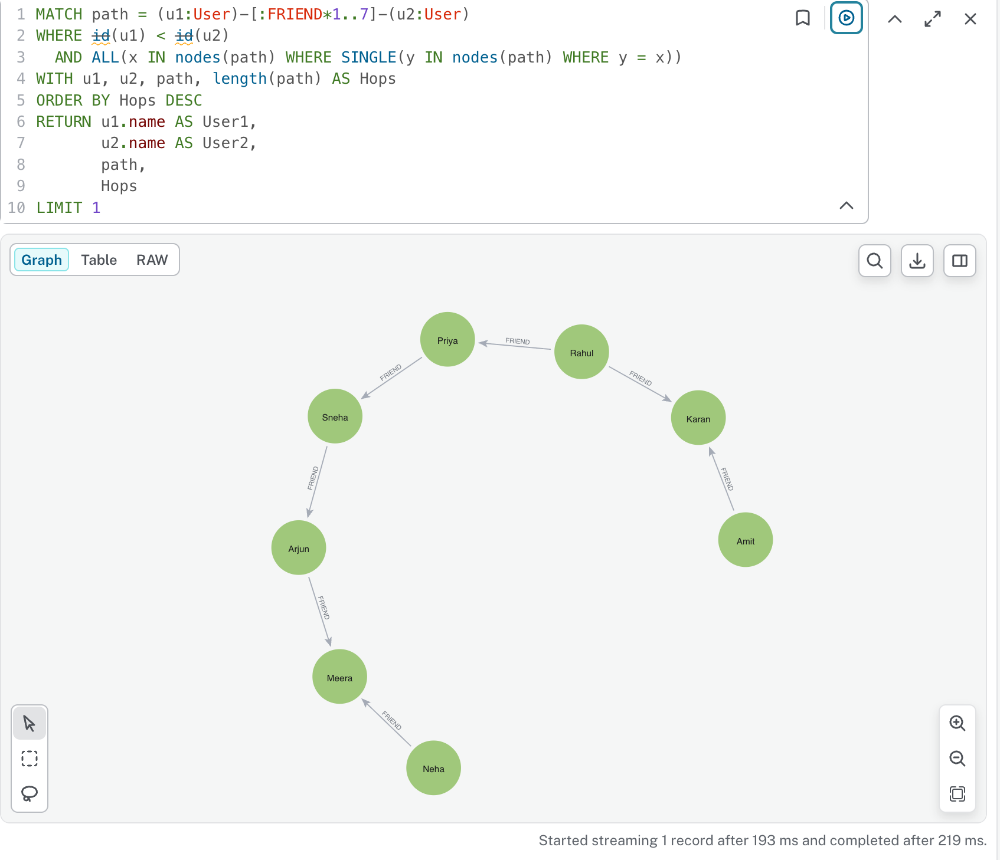 1 MATCH path = (u1:User)-[:FRIEND*1..7]-(u2:User)
2 WHERE id(u1) < id(u2)
3   AND ALL(x IN nodes(path) WHERE SINGLE(y IN nodes(path) WHERE y = x))
4 WITH u1, u2, path, length(path) AS Hops
5 ORDER BY Hops DESC
6 RETURN u1.name AS User1,
7        u2.name AS User2,
8        path,
9        Hops
10 LIMIT 1
Graph Table RAW
Priya
FRIEND
Rahul
FRIEND
FRIEND
Sneha
Karan
FRIEND
FRIEND
Arjun
Amit
FRIEND
Meera
FRIEND
Neha
Started streaming 1 record after 193 ms and completed after 219 ms.